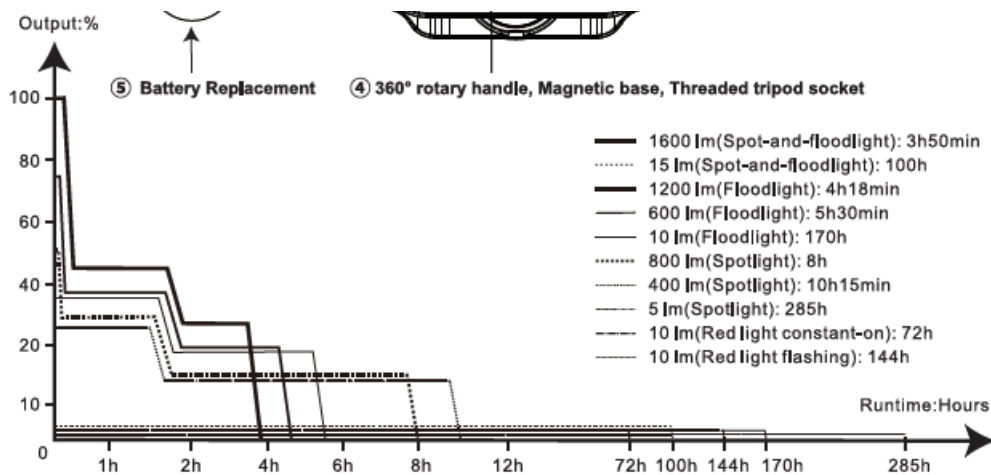 Output:%
⑤ Battery Replacement
④ 360° rotary handle, Magnetic base, Threaded tripod socket
100
80
60
40
20
10
0
1600 lm(Spot-and-floodlight): 3h50min
15 lm(Spot-and-floodlight): 100h
1200 lm(Floodlight): 4h18min
600 lm(Floodlight): 5h30min
10 lm(Floodlight): 170h
800 lm(Spotlight): 8h
400 lm(Spotlight): 10h15min
5 lm(Spotlight): 285h
10 lm(Red light constant-on): 72h
10 lm(Red light flashing): 144h
Runtime:Hours
1h 2h 4h 6h 8h 12h 72h 100h 144h 170h 285h